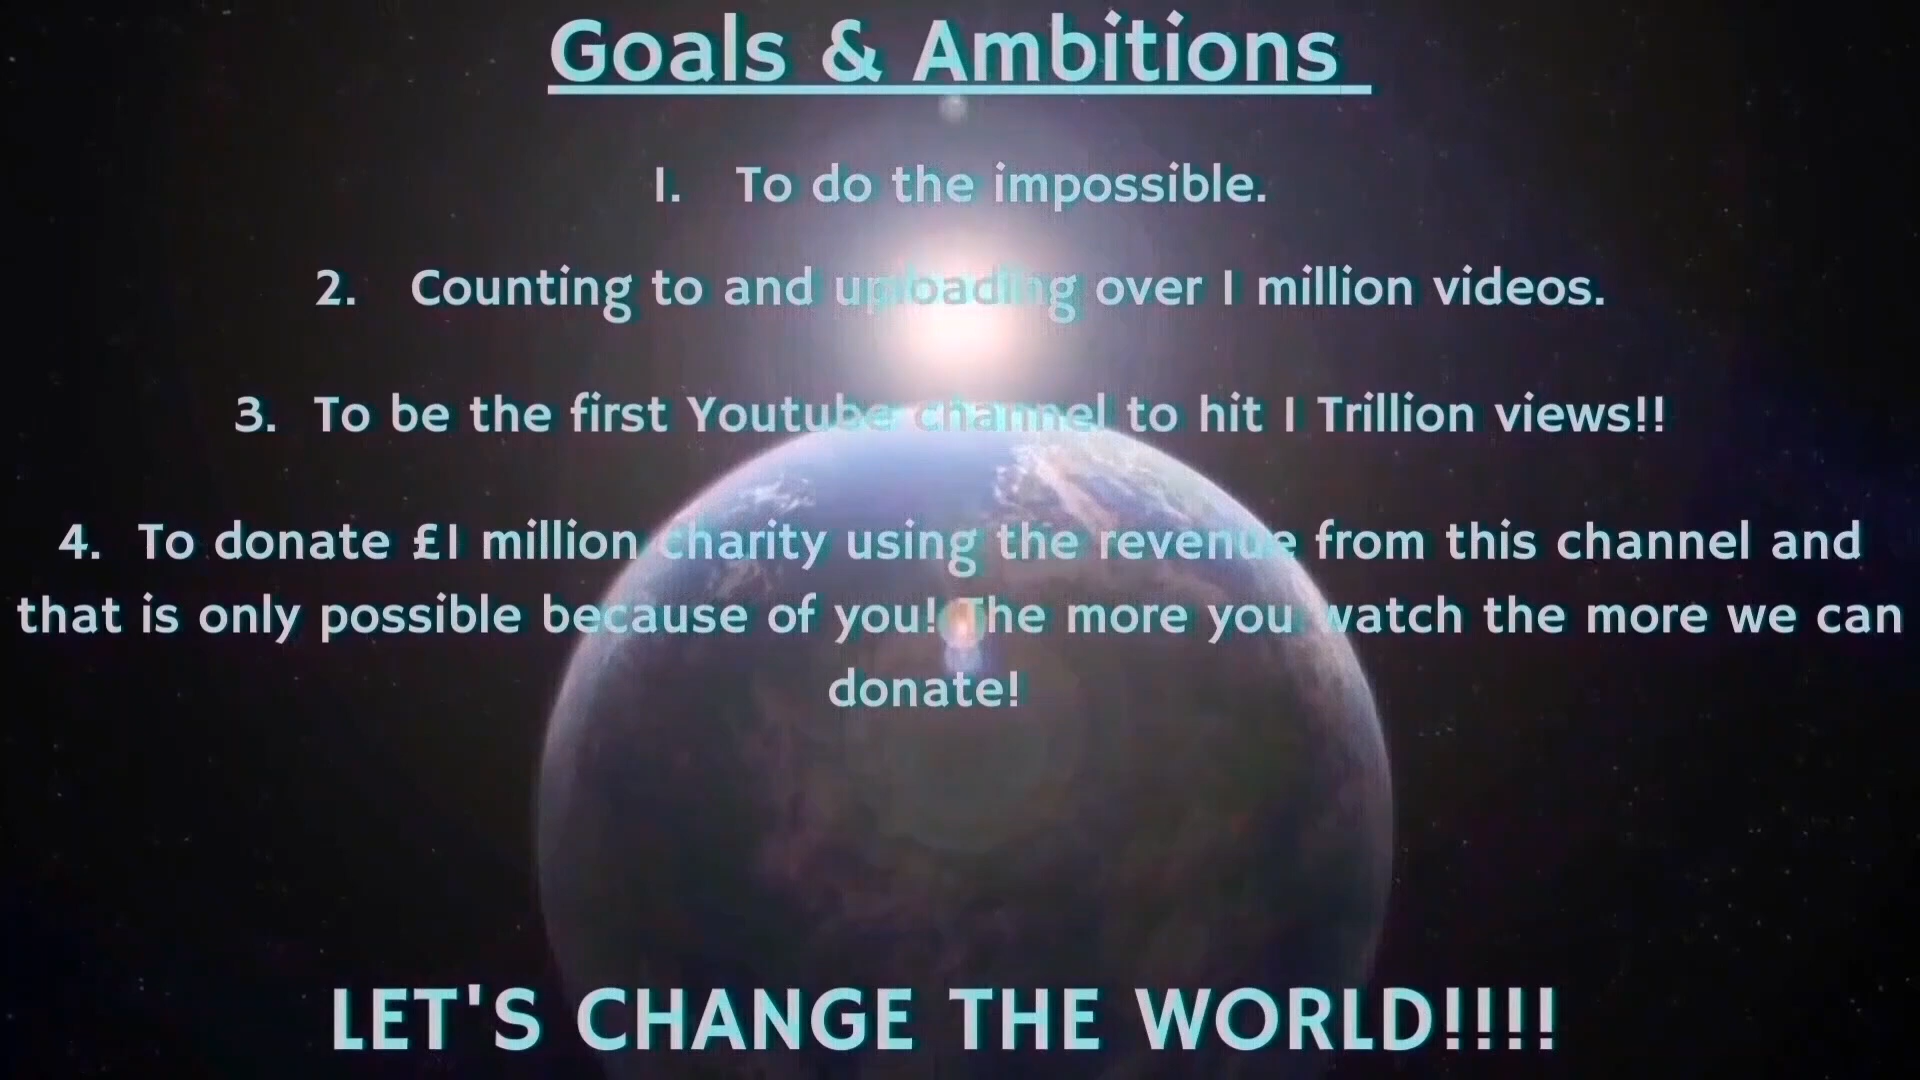 Goals & Ambitions
1. To do the impossible.
2. Counting to and uploading over 1 million videos.
3. To be the first Youtube channel to hit 1 Trillion views!!
4. To donate £1 million charity using the revenue from this channel and
that is only possible because of you! The more you watch the more we can
donate!
LET'S CHANGE THE WORLD!!!!